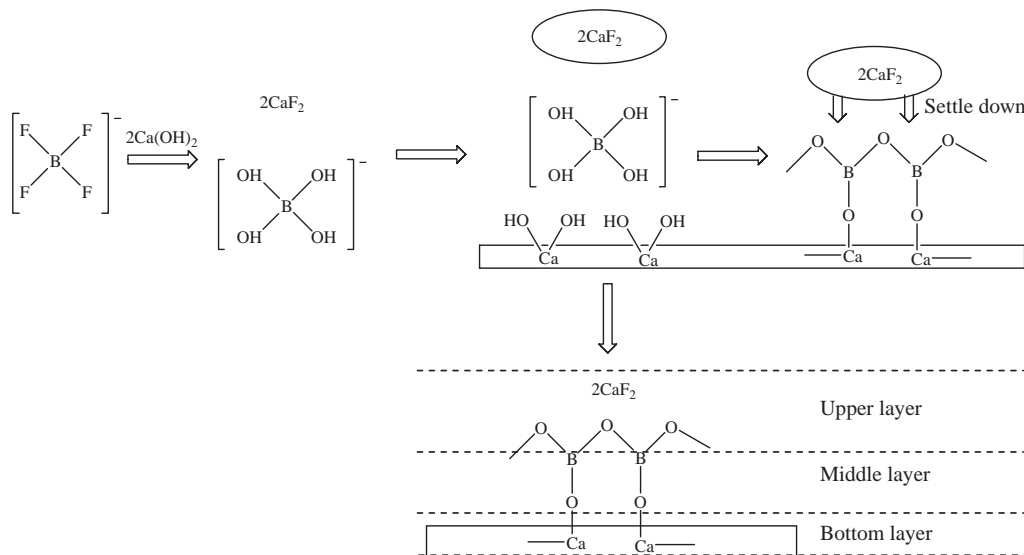 2CaF₂
2CaF₂
Settle down
F F
−
2Ca(OH)₂
B
F F
2CaF₂
OH OH
−
B
OH OH
OH OH
−
B
OH OH
O O O
B B
O O
HO OH HO OH
Ca Ca
Ca Ca
2CaF₂
Upper layer
O O O
B B
Middle layer
O O
Bottom layer
Ca Ca